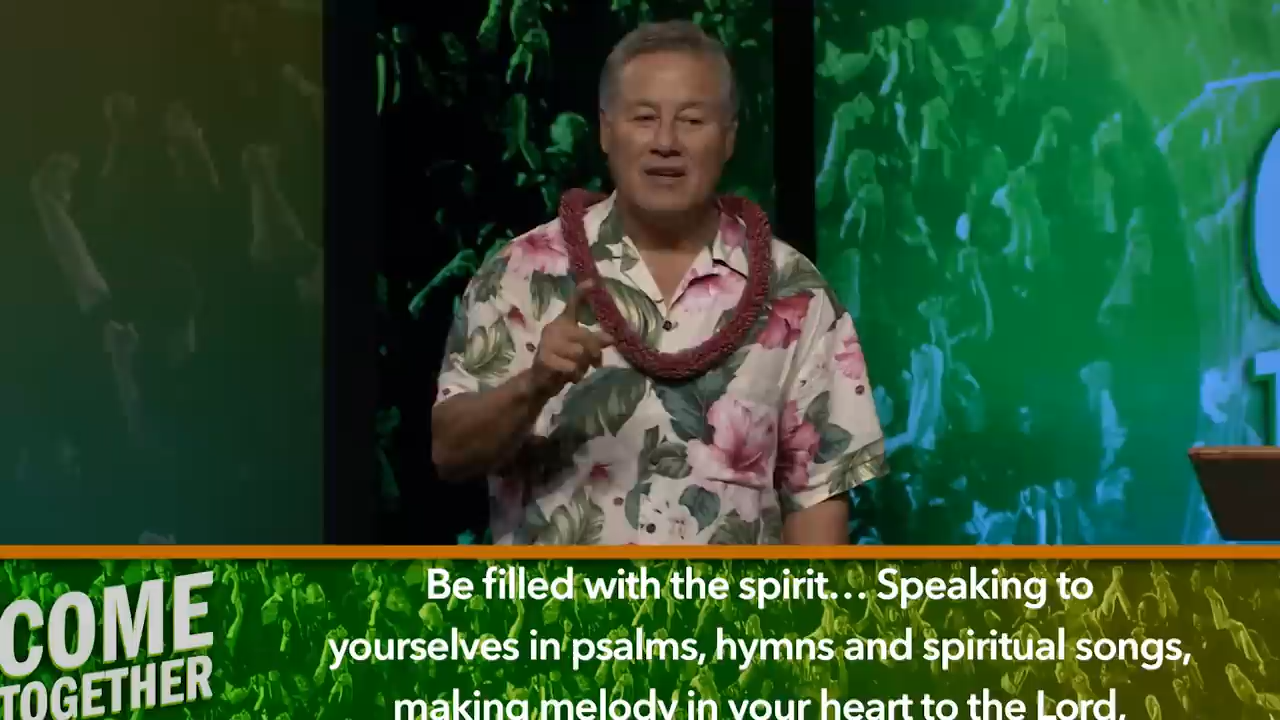 COME
TOGETHER
Be filled with the spirit... Speaking to
yourselves in psalms, hymns and spiritual songs,
making melody in your heart to the Lord,